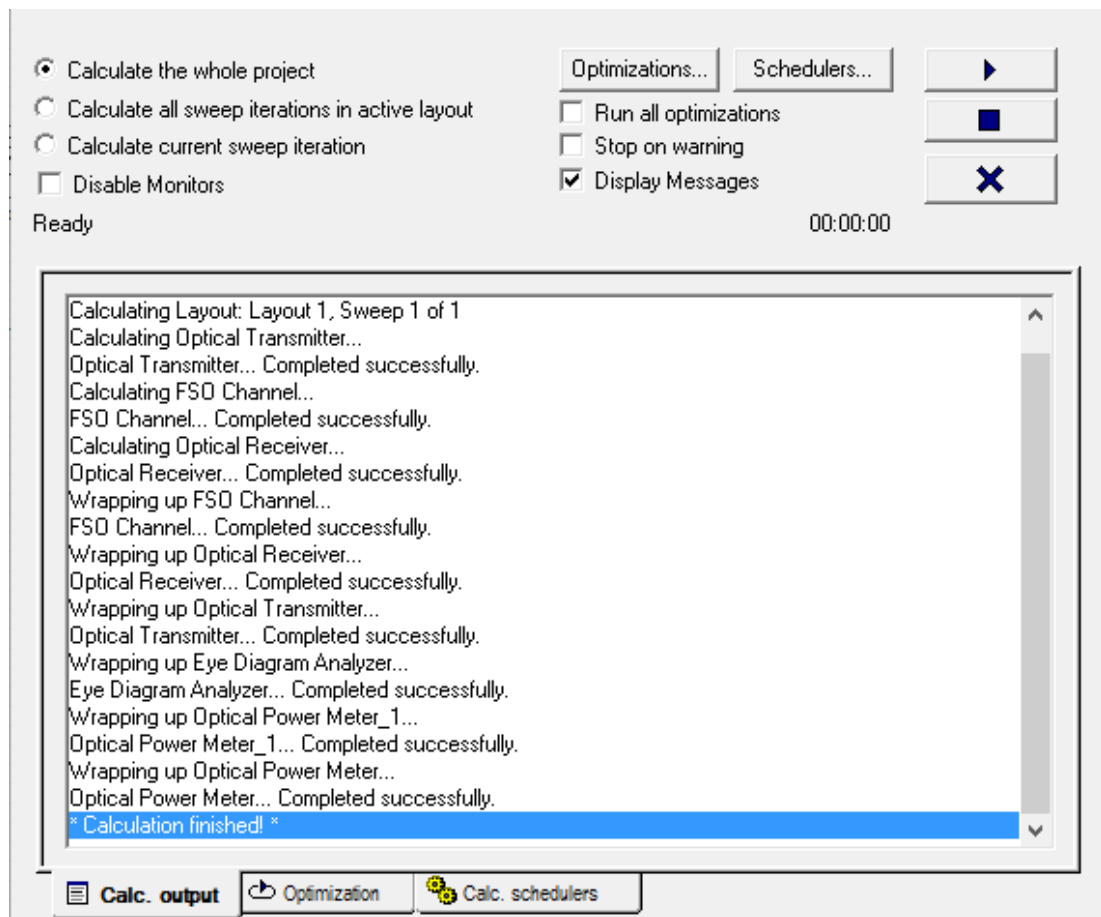 Calculate the whole project
Calculate all sweep iterations in active layout
Calculate current sweep iteration
Disable Monitors
Optimizations...
Schedulers...
Run all optimizations
Stop on warning
Display Messages
Ready
00:00:00
Calculating Layout: Layout 1, Sweep 1 of 1
Calculating Optical Transmitter...
Optical Transmitter... Completed successfully.
Calculating FSO Channel...
FSO Channel... Completed successfully.
Calculating Optical Receiver...
Optical Receiver... Completed successfully.
Wrapping up FSO Channel...
FSO Channel... Completed successfully.
Wrapping up Optical Receiver...
Optical Receiver... Completed successfully.
Wrapping up Optical Transmitter...
Optical Transmitter... Completed successfully.
Wrapping up Eye Diagram Analyzer...
Eye Diagram Analyzer... Completed successfully.
Wrapping up Optical Power Meter_1...
Optical Power Meter_1... Completed successfully.
Wrapping up Optical Power Meter...
Optical Power Meter... Completed successfully.
* Calculation finished! *
Calc. output
Optimization
Calc. schedulers